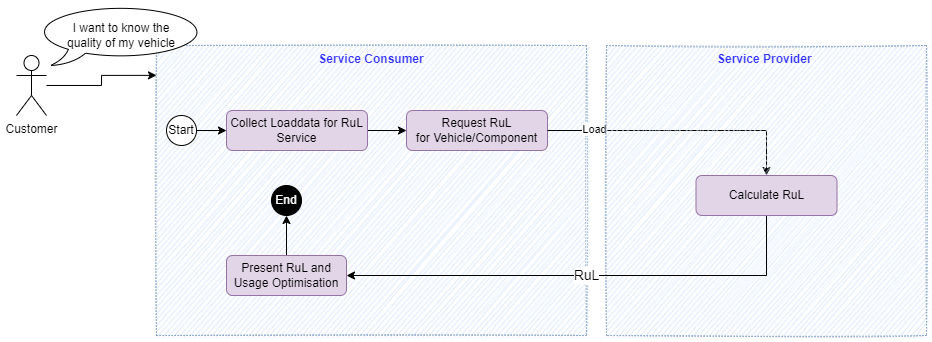 I want to know the
quality of my vehicle
Customer
Service Consumer
Service Provider
Start
Collect Loaddata for RuL
Service
Request RuL
for Vehicle/Component
Load
Calculate RuL
End
Present RuL and
Usage Optimisation
RuL